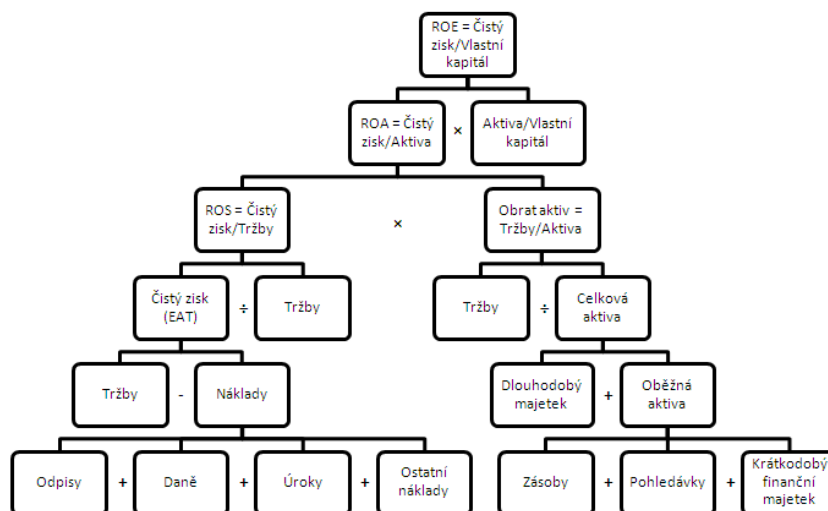 ROE = Čistý
zisk/Vlastní
kapitál
ROA = Čistý
zisk/Aktiva
×
Aktiva/Vlastní
kapitál
ROS = Čistý
zisk/Tržby
×
Obrat aktiv =
Tržby/Aktiva
Čistý zisk
(EAT)
÷
Tržby
Tržby
÷
Celková
aktiva
Tržby
-
Náklady
Dlouhodobý
majetek
+
Oběžná
aktiva
Odpisy
+
Daně
+
Úroky
+
Ostatní
náklady
Zásoby
+
Pohledávky
+
Krátkodobý
finanční
majetek